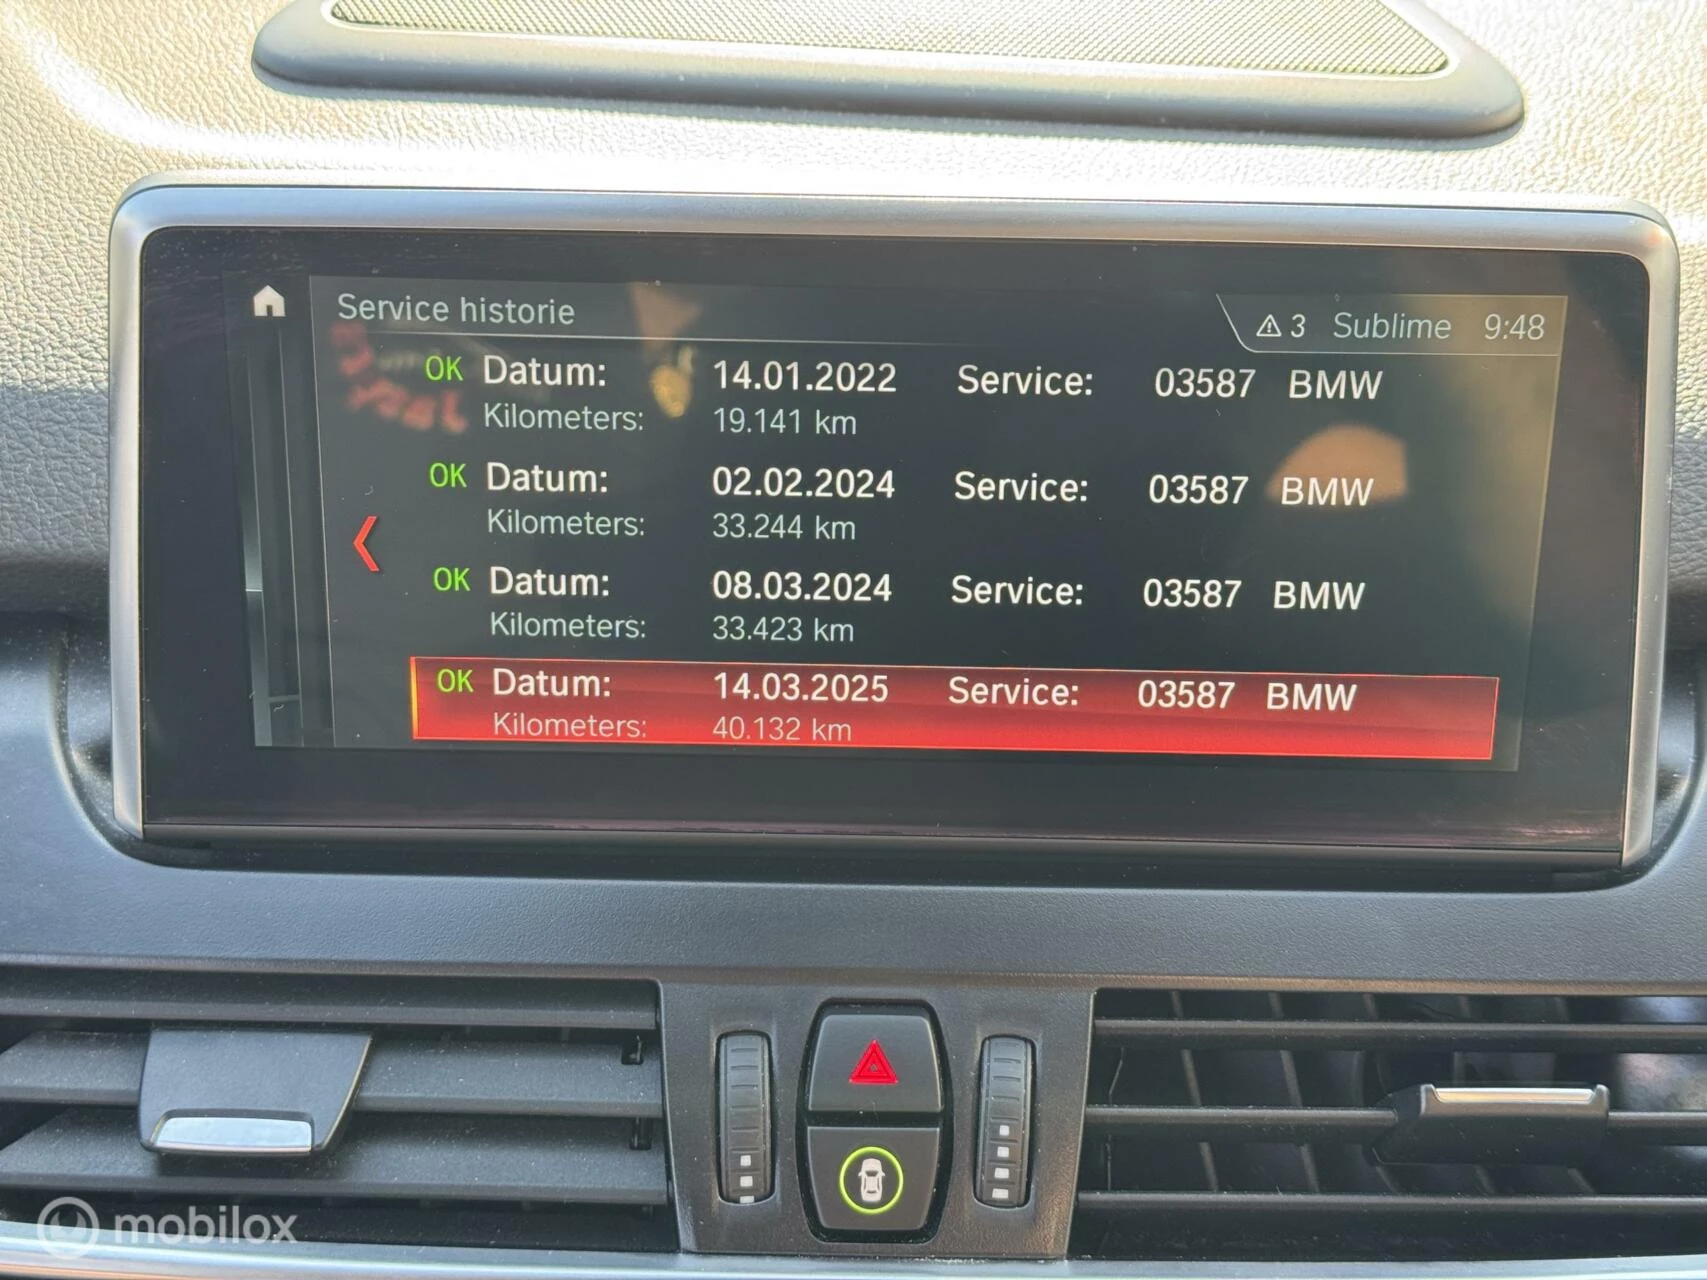 Service historie
⚠ 3 Sublime 9:48
OK Datum: 14.01.2022 Service: 03587 BMW
Kilometers: 19.141 km
OK Datum: 02.02.2024 Service: 03587 BMW
Kilometers: 33.244 km
OK Datum: 08.03.2024 Service: 03587 BMW
Kilometers: 33.423 km
OK Datum: 14.03.2025 Service: 03587 BMW
Kilometers: 40.132 km
mobilox